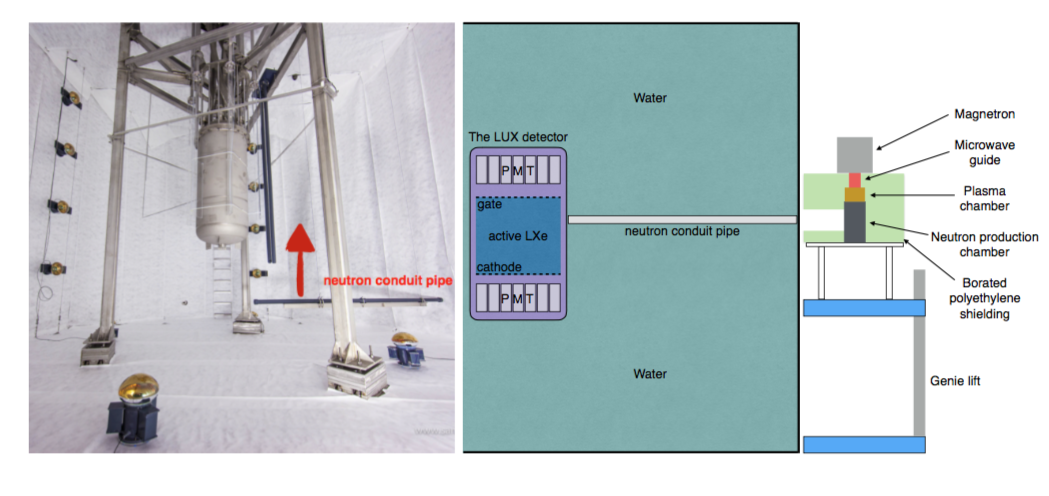 neutron conduit pipe
Water
The LUX detector
PMT
gate
active LXe
cathode
PMT
neutron conduit pipe
Water
Magnetron
Microwave
guide
Plasma
chamber
Neutron production
chamber
Borated
polyethylene
shielding
Genie lift